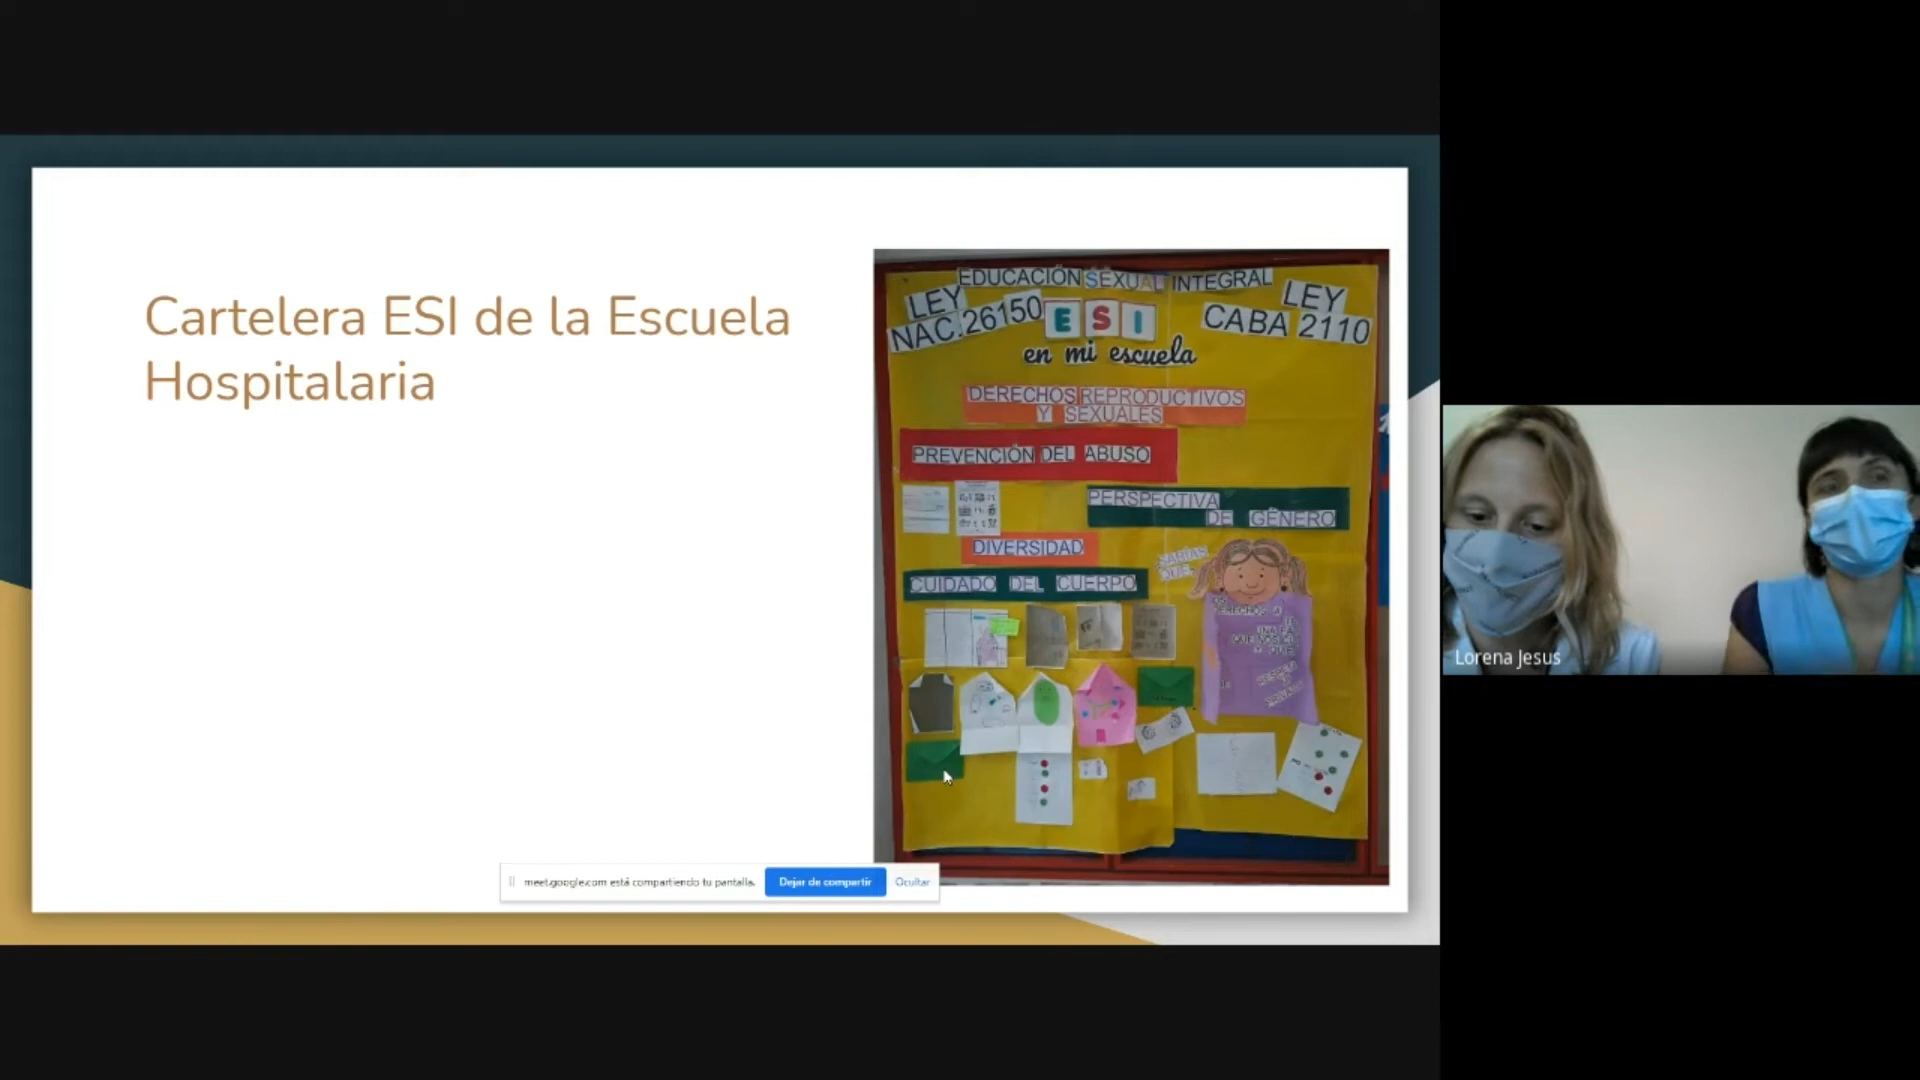 Cartelera ESI de la Escuela
Hospitalaria
EDUCACIÓN SEXUAL INTEGRAL
LEY
NAC. 26150
ESI
en mi escuela
LEY
CABA 2110
DERECHOS REPRODUCTIVOS
Y SEXUALES
PREVENCIÓN DEL ABUSO
PERSPECTIVA
DE GÉNERO
DIVERSIDAD
CUIDADO DEL CUERPO
SABÍAS
QUE
meet.google.com está compartiendo tu pantalla.
Dejar de compartir
Ocultar
Lorena Jesus